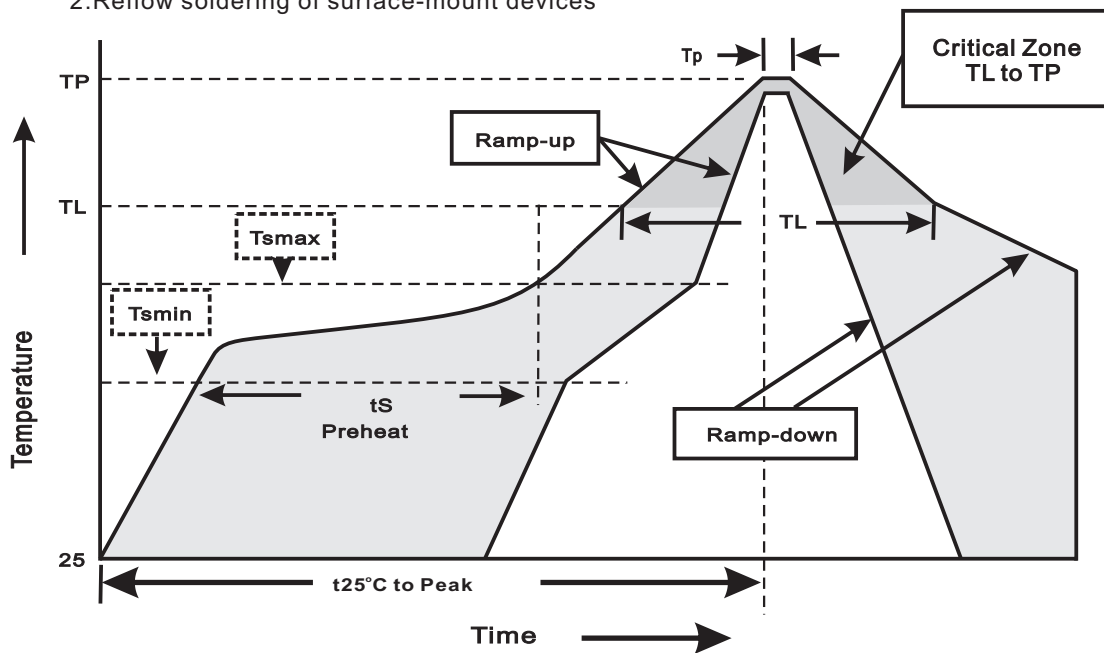 2.Reflow soldering of surface-mount devices
Tp
Critical Zone
TL to TP
TP
Ramp-up
TL
TL
Tsmax
Tsmin
tS
Preheat
Ramp-down
Temperature
25
t25°C to Peak
Time